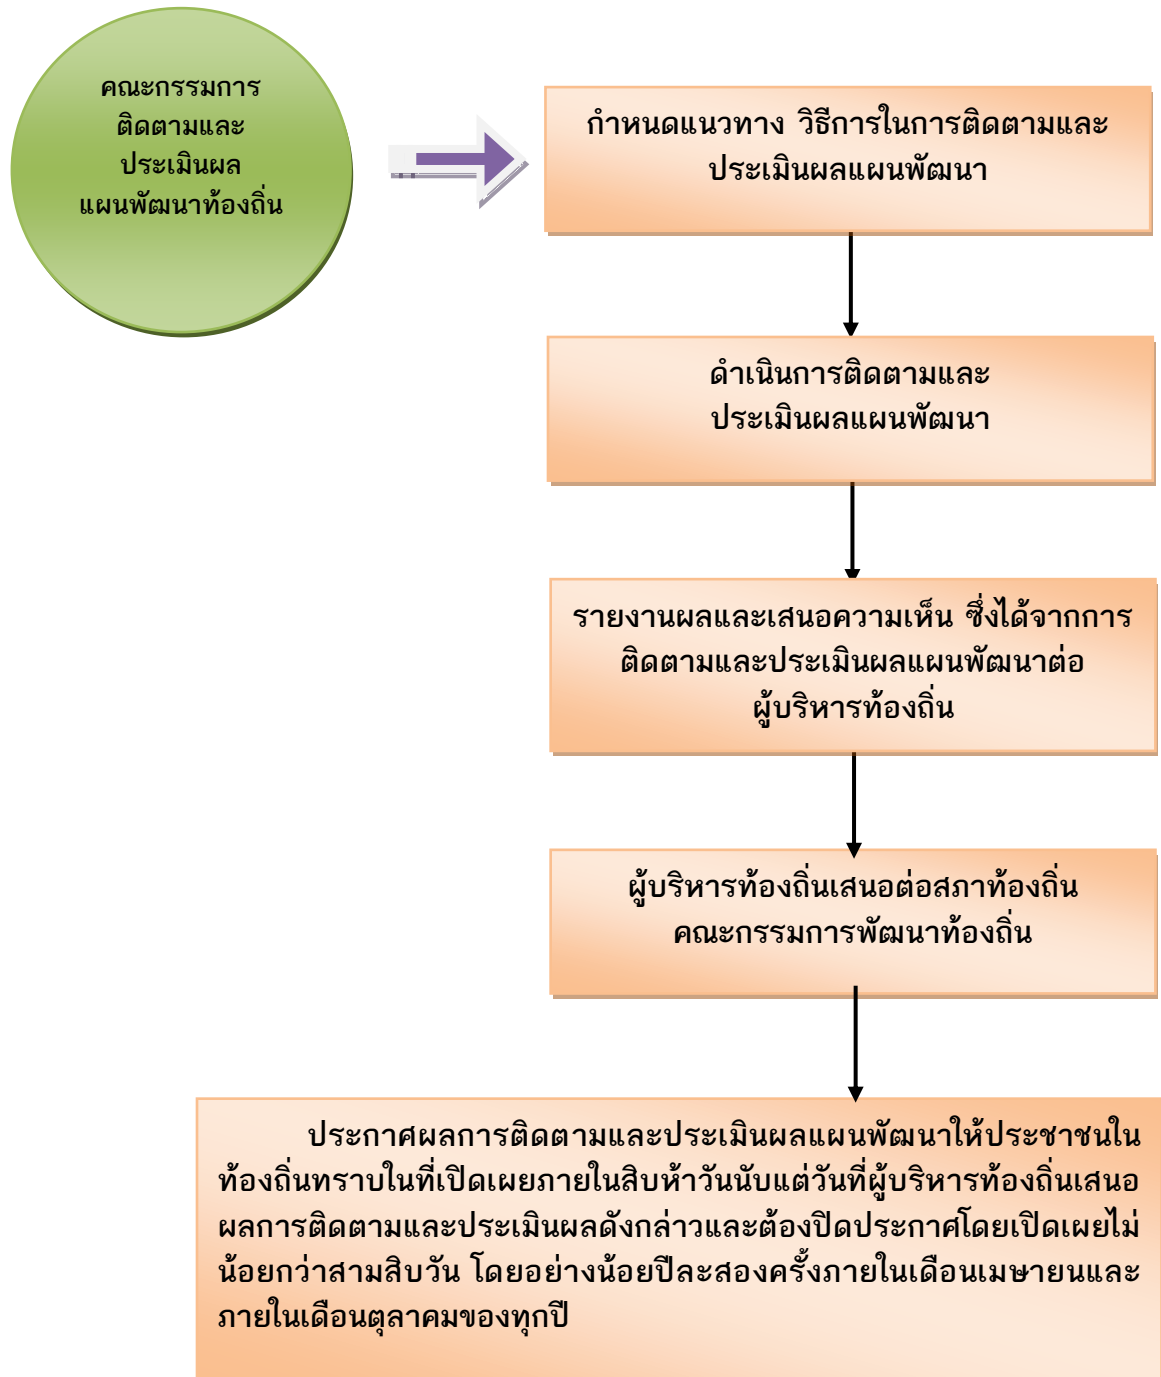 คณะกรรมการ
ติดตามและ
ประเมินผล
แผนพัฒนาท้องถิ่น
กำหนดแนวทาง วิธีการในการติดตามและ
ประเมินผลแผนพัฒนา
ดำเนินการติดตามและ
ประเมินผลแผนพัฒนา
รายงานผลและเสนอความเห็น ซึ่งได้จากการ
ติดตามและประเมินผลแผนพัฒนาต่อ
ผู้บริหารท้องถิ่น
ผู้บริหารท้องถิ่นเสนอต่อสภาท้องถิ่น
คณะกรรมการพัฒนาท้องถิ่น
ประกาศผลการติดตามและประเมินผลแผนพัฒนาให้ประชาชนใน
ท้องถิ่นทราบในที่เปิดเผยภายในสิบห้าวันนับแต่วันที่ผู้บริหารท้องถิ่นเสนอ
ผลการติดตามและประเมินผลดังกล่าวและต้องปิดประกาศโดยเปิดเผยไม่
น้อยกว่าสามสิบวัน โดยอย่างน้อยปีละสองครั้งภายในเดือนเมษายนและ
ภายในเดือนตุลาคมของทุกปี